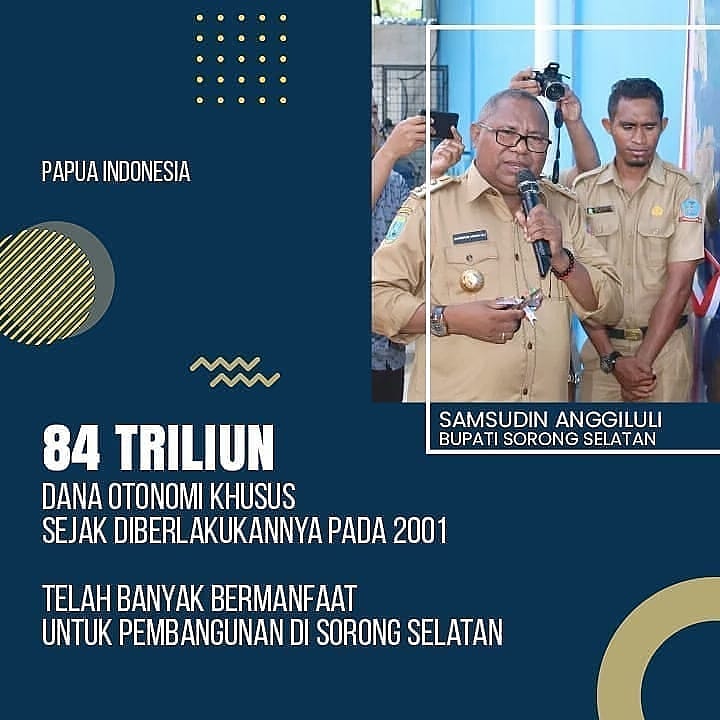 PAPUA INDONESIA
SAMSUDIN ANGGILULI
BUPATI SORONG SELATAN
84 TRILIUN
DANA OTONOMI KHUSUS
SEJAK DIBERLAKUKANNYA PADA 2001
TELAH BANYAK BERMANFAAT
UNTUK PEMBANGUNAN DI SORONG SELATAN